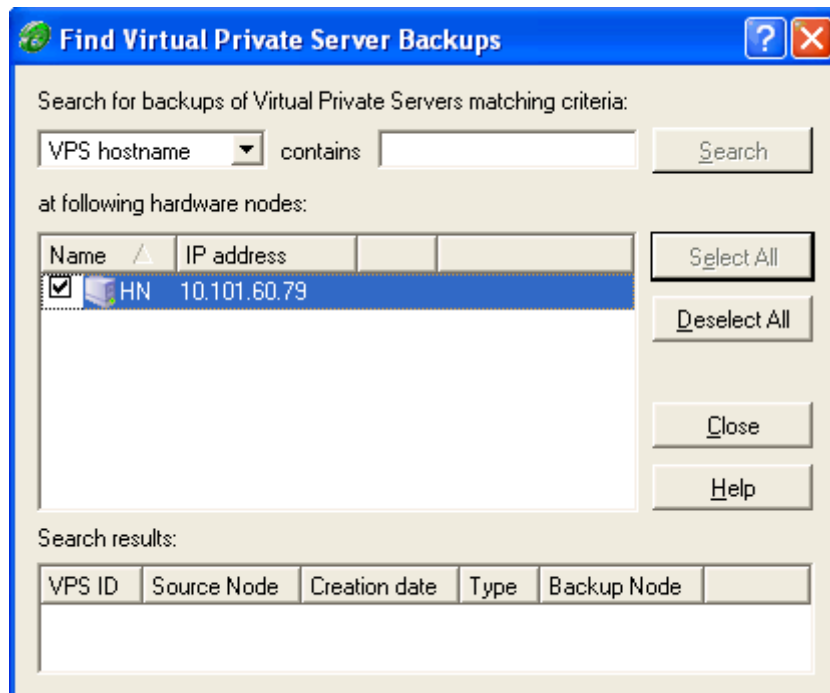 Find Virtual Private Server Backups
Search for backups of Virtual Private Servers matching criteria:
VPS hostname contains Search
at following hardware nodes:
Name IP address Select All
HN 10.101.60.79
Deselect All
Close
Help
Search results:
VPS ID Source Node Creation date Type Backup Node